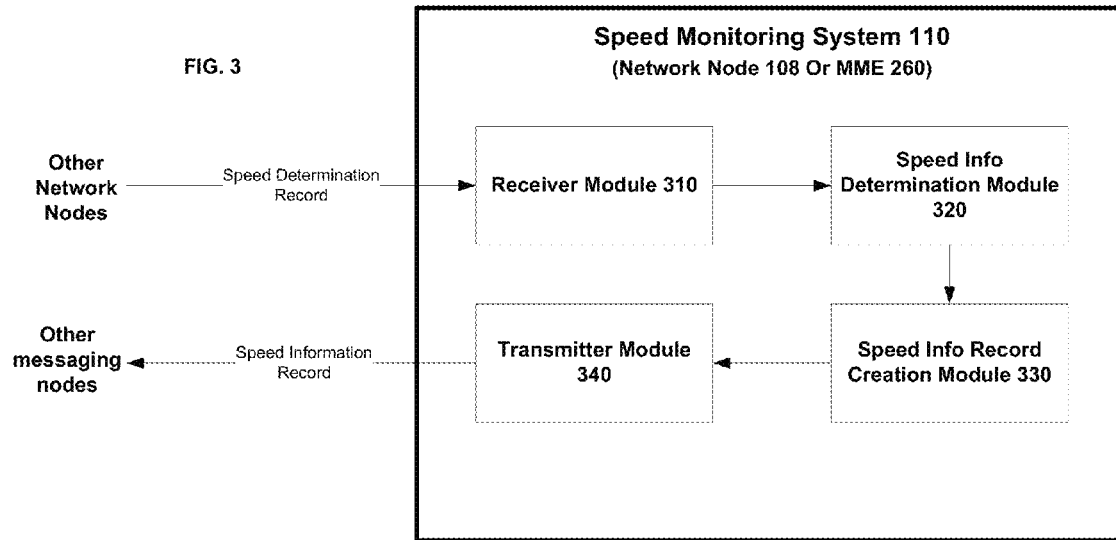 Speed Monitoring System 110
(Network Node 108 Or MME 260)
FIG. 3
Other
Network
Nodes
Speed Determination
Record
Receiver Module 310
Speed Info
Determination Module
320
Other
messaging
nodes
Speed Information
Record
Transmitter Module
340
Speed Info Record
Creation Module 330